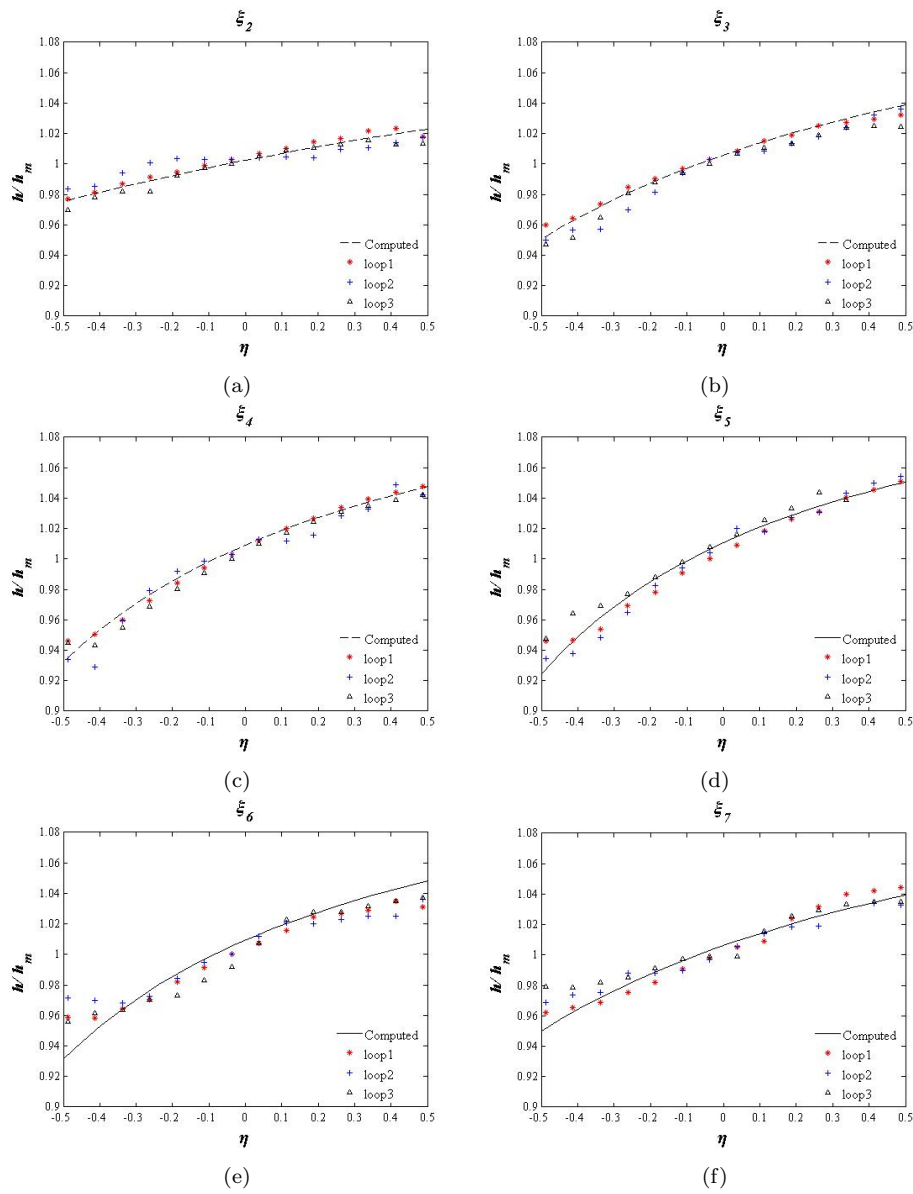 ξ2
1.08
1.06
1.04
1.02
1
0.98
0.96
0.94
0.92
0.9
h/ hm
Computed
loop1
loop2
loop3
-0.5 -0.4 -0.3 -0.2 -0.1 0 0.1 0.2 0.3 0.4 0.5
η
(a)
ξ3
1.08
1.06
1.04
1.02
1
0.98
0.96
0.94
0.92
0.9
h/ hm
Computed
loop1
loop2
loop3
-0.5 -0.4 -0.3 -0.2 -0.1 0 0.1 0.2 0.3 0.4 0.5
η
(b)
ξ4
1.08
1.06
1.04
1.02
1
0.98
0.96
0.94
0.92
0.9
h/ hm
Computed
loop1
loop2
loop3
-0.5 -0.4 -0.3 -0.2 -0.1 0 0.1 0.2 0.3 0.4 0.5
η
(c)
ξ5
1.08
1.06
1.04
1.02
1
0.98
0.96
0.94
0.92
0.9
h/ hm
Computed
loop1
loop2
loop3
-0.5 -0.4 -0.3 -0.2 -0.1 0 0.1 0.2 0.3 0.4 0.5
η
(d)
ξ6
1.08
1.06
1.04
1.02
1
0.98
0.96
0.94
0.92
0.9
h/ hm
Computed
loop1
loop2
loop3
-0.5 -0.4 -0.3 -0.2 -0.1 0 0.1 0.2 0.3 0.4 0.5
η
(e)
ξ7
1.08
1.06
1.04
1.02
1
0.98
0.96
0.94
0.92
0.9
h/ hm
Computed
loop1
loop2
loop3
-0.5 -0.4 -0.3 -0.2 -0.1 0 0.1 0.2 0.3 0.4 0.5
η
(f)